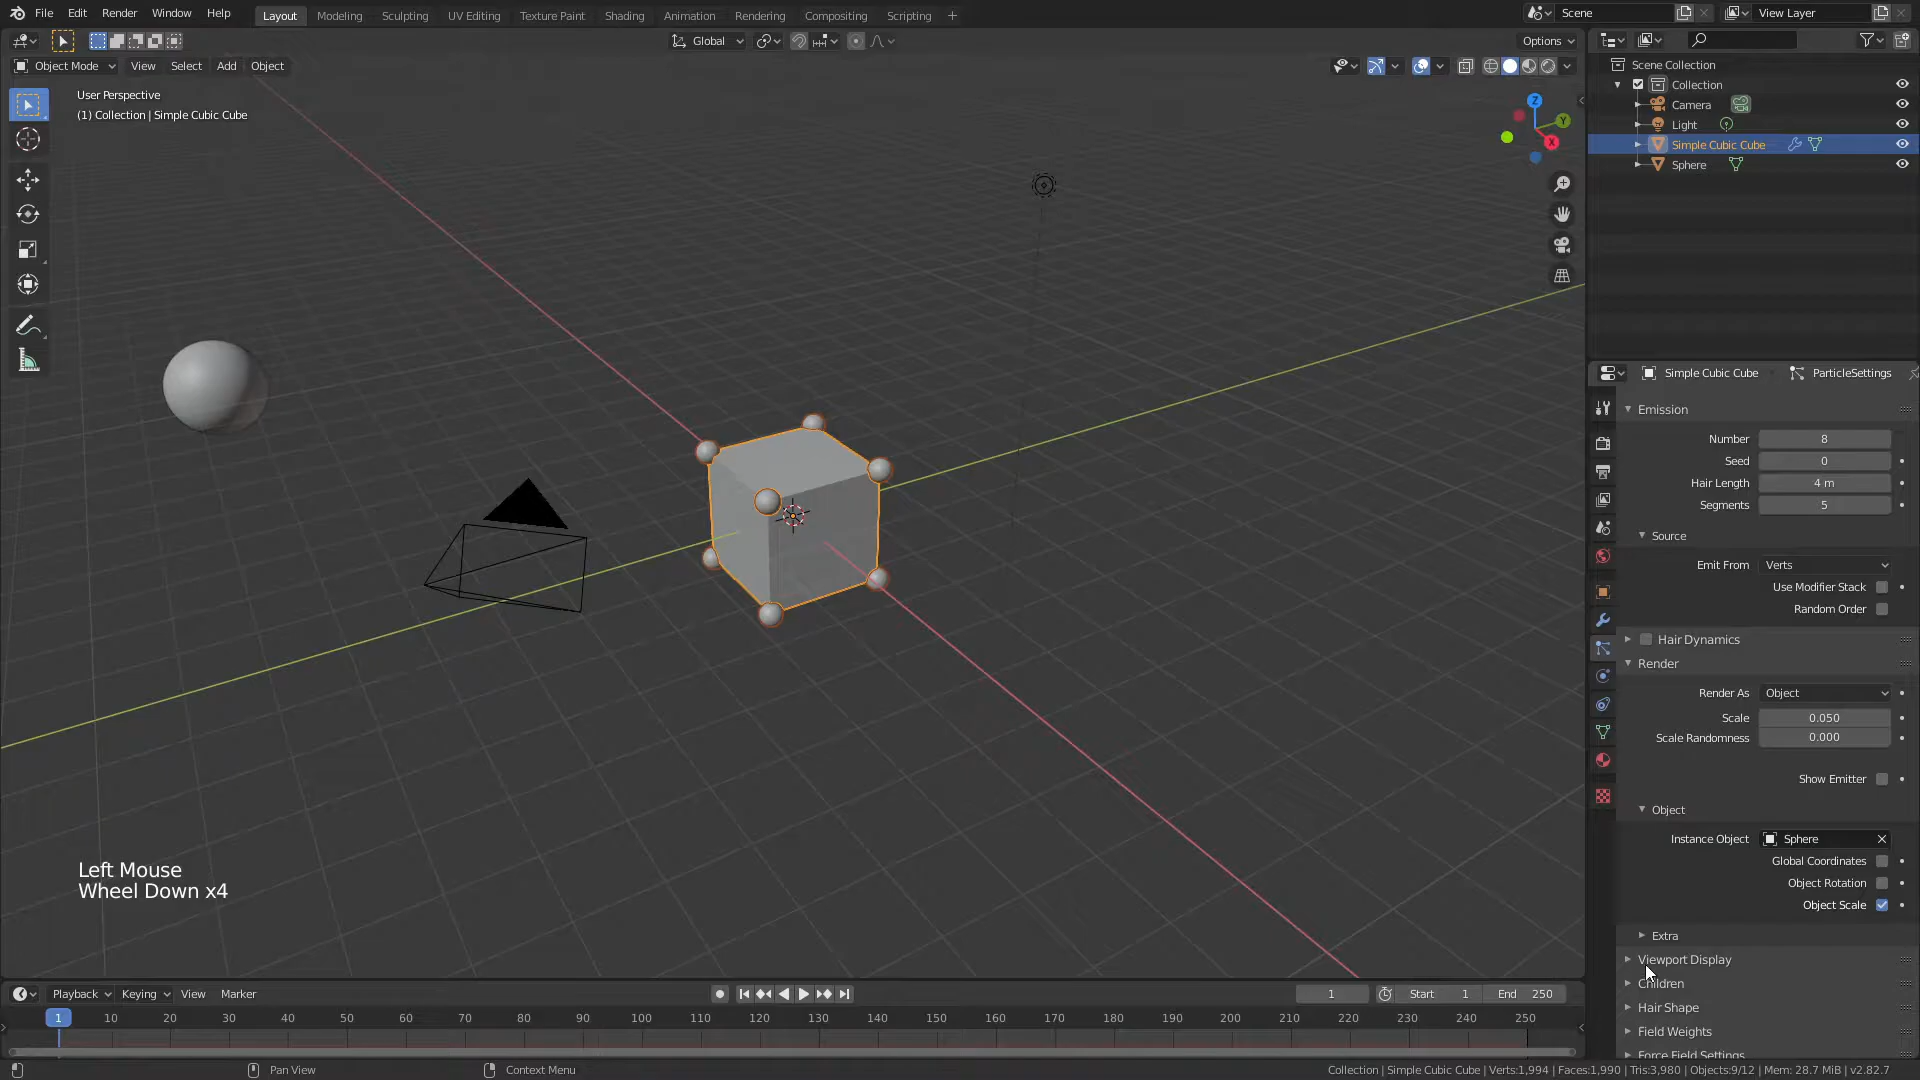 File Edit Render Window Help Layout Modeling Sculpting UV Editing Texture Paint Shading Animation Rendering Compositing Scripting + Scene View Layer
Global Options
Object Mode View Select Add Object
User Perspective
(1) Collection | Simple Cubic Cube
Z
Y
X
Scene Collection
Collection
Camera
Light
Simple Cubic Cube
Sphere
Simple Cubic Cube ParticleSettings
Emission
Number 8
Seed 0
Hair Length 4 m
Segments 5
Source
Emit From Verts
Use Modifier Stack
Random Order
Hair Dynamics
Render
Render As Object
Scale 0.050
Scale Randomness 0.000
Show Emitter
Object
Instance Object Sphere
Global Coordinates
Object Rotation
Object Scale
Extra
Viewport Display
Children
Hair Shape
Field Weights
Force Field Settings
Left Mouse
Wheel Down x4
Playback Keying View Marker 1 Start 1 End 250
1 10 20 30 40 50 60 70 80 90 100 110 120 130 140 150 160 170 180 190 200 210 220 230 240 250
Pan View Context Menu Collection | Simple Cubic Cube | Verts:1,994 | Faces:1,990 | Tris:3,980 | Objects:9/12 | Mem: 28.7 MiB | v2.82.7